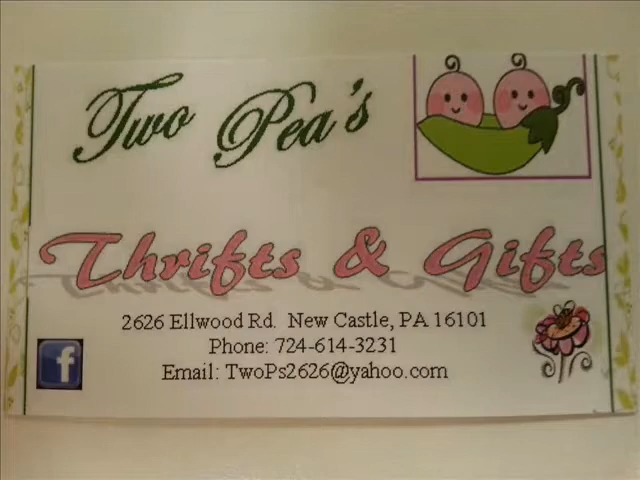 Two Pea's
Thrifts & Gifts
2626 Ellwood Rd. New Castle, PA 16101
Phone: 724-614-3231
Email: TwoPs2626@yahoo.com
f